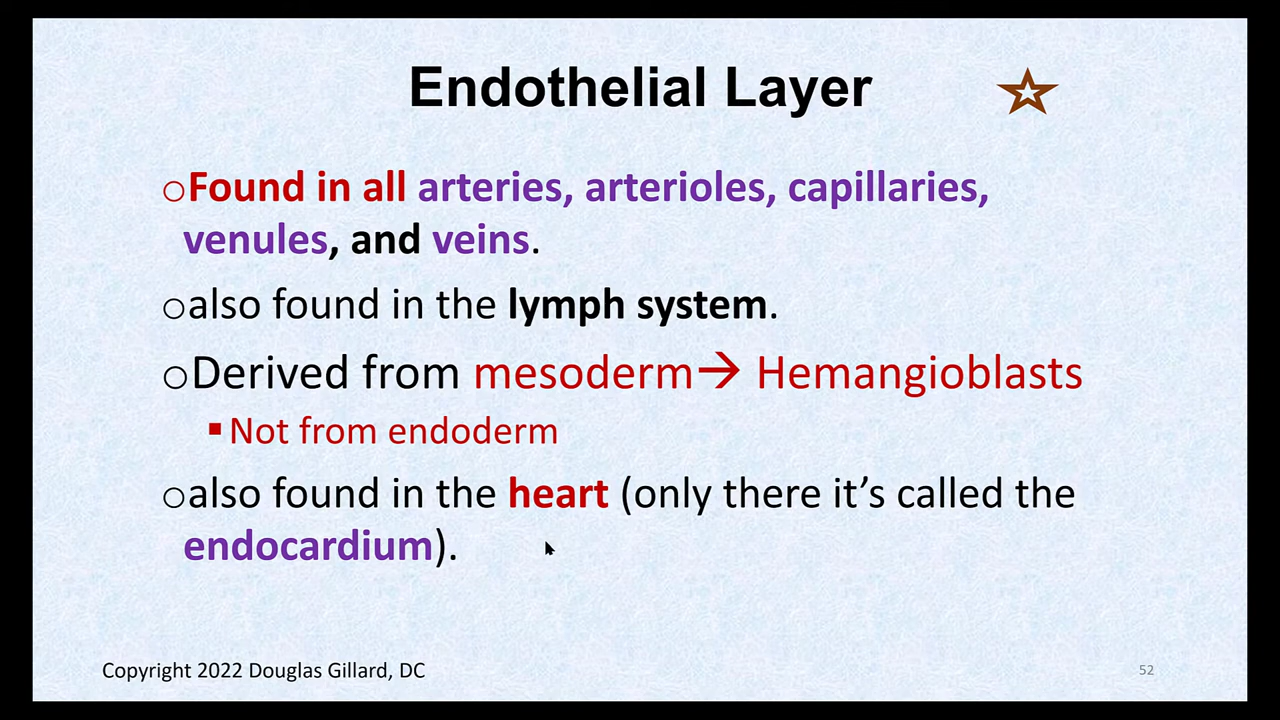 Endothelial Layer
○Found in all arteries, arterioles, capillaries,
venules, and veins.
○also found in the lymph system.
○Derived from mesoderm→ Hemangioblasts
▪Not from endoderm
○also found in the heart (only there it’s called the
endocardium).
Copyright 2022 Douglas Gillard, DC
52